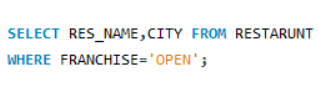 SELECT RES_NAME,CITY FROM RESTARUNT
WHERE FRANCHISE='OPEN';